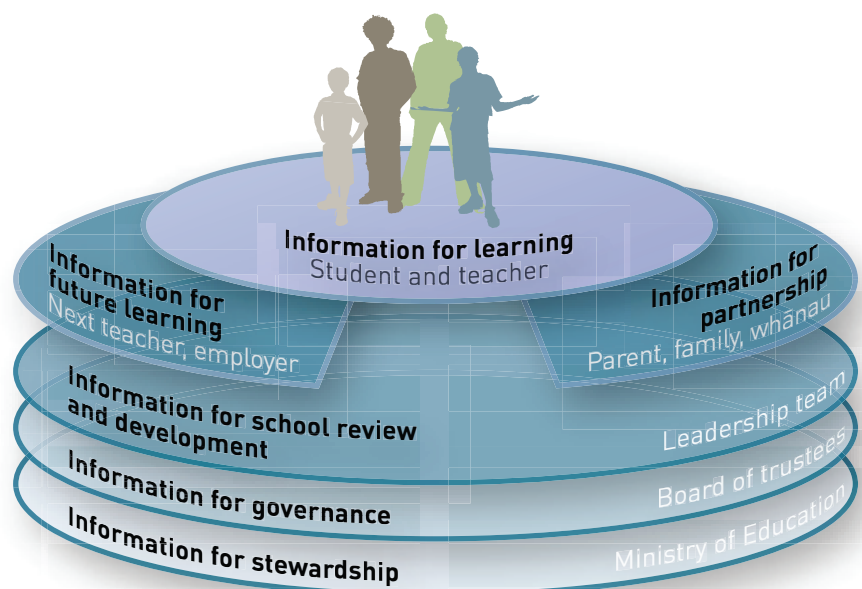 Information for learning
Student and teacher
Information for
future learning
Next teacher, employer
Information for
partnership
Parent, family, whānau
Information for school review
and development
Leadership team
Information for governance
Board of trustees
Information for stewardship
Ministry of Education